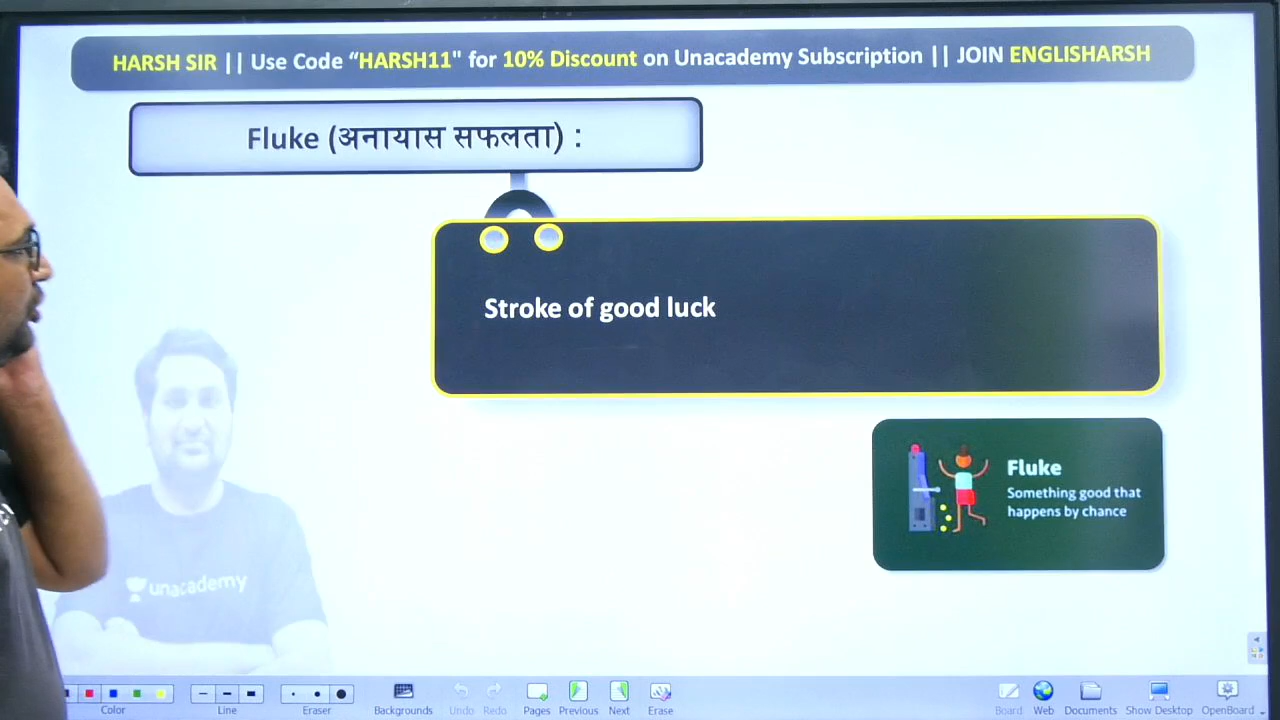 HARSH SIR || Use Code “HARSH11" for 10% Discount on Unacademy Subscription || JOIN ENGLISHARSH
Fluke (अनायास सफलता) :
Stroke of good luck
Fluke
Something good that
happens by chance
unacademy
Color
Line
Eraser
Backgrounds
Undo
Redo
Pages
Previous
Next
Erase
Board
Web
Documents
Show Desktop
OpenBoard